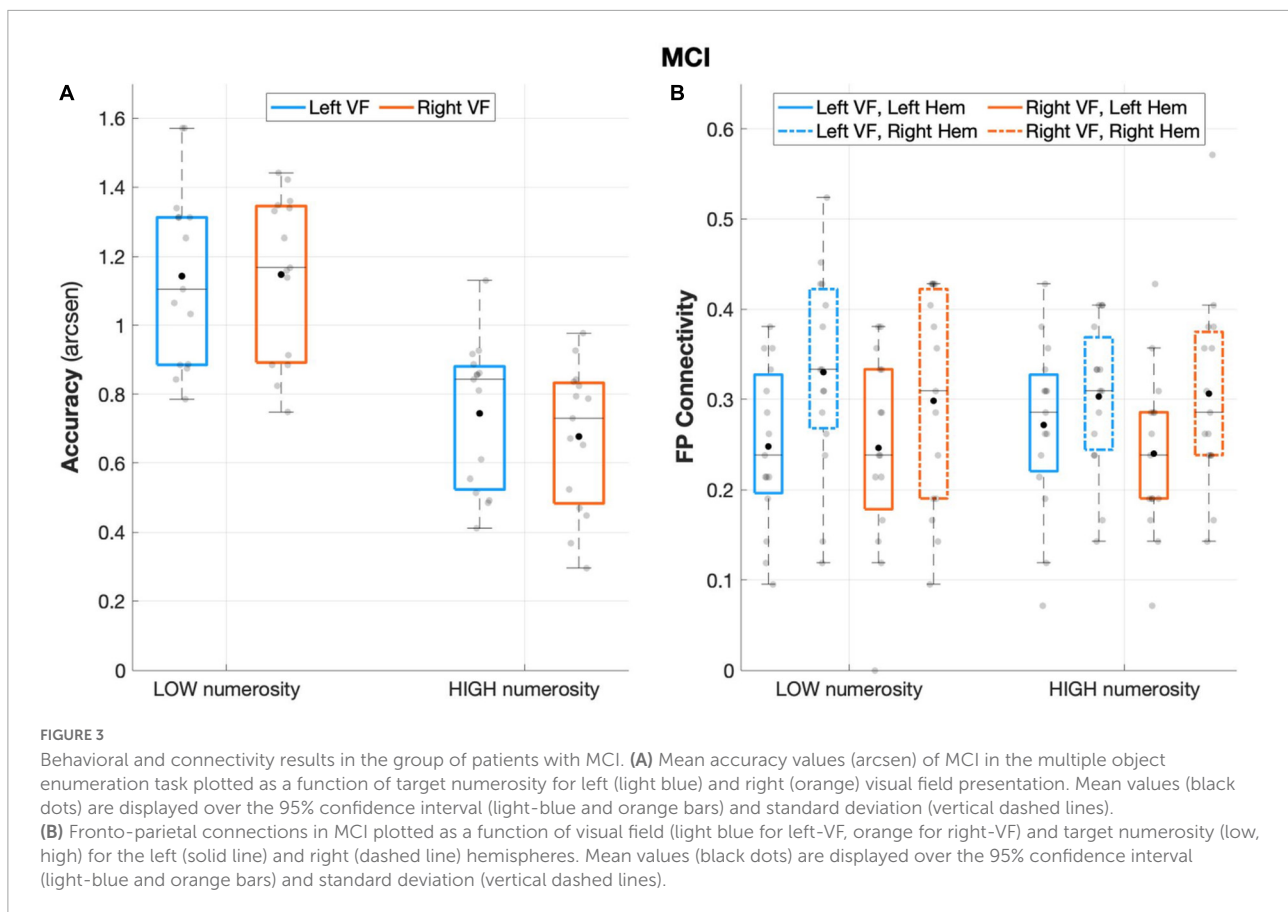 MCI
A
Left VF
Right VF
Accuracy (arcsen)
1.6
1.4
1.2
1
0.8
0.6
0.4
0.2
0
LOW numerosity
HIGH numerosity
B
Left VF, Left Hem
Right VF, Left Hem
Left VF, Right Hem
Right VF, Right Hem
FP Connectivity
0.6
0.5
0.4
0.3
0.2
0.1
0
LOW numerosity
HIGH numerosity
FIGURE 3
Behavioral and connectivity results in the group of patients with MCI. (A) Mean accuracy values (arcsen) of MCI in the multiple object
enumeration task plotted as a function of target numerosity for left (light blue) and right (orange) visual field presentation. Mean values (black
dots) are displayed over the 95% confidence interval (light-blue and orange bars) and standard deviation (vertical dashed lines).
(B) Fronto-parietal connections in MCI plotted as a function of visual field (light blue for left-VF, orange for right-VF) and target numerosity (low,
high) for the left (solid line) and right (dashed line) hemispheres. Mean values (black dots) are displayed over the 95% confidence interval
(light-blue and orange bars) and standard deviation (vertical dashed lines).